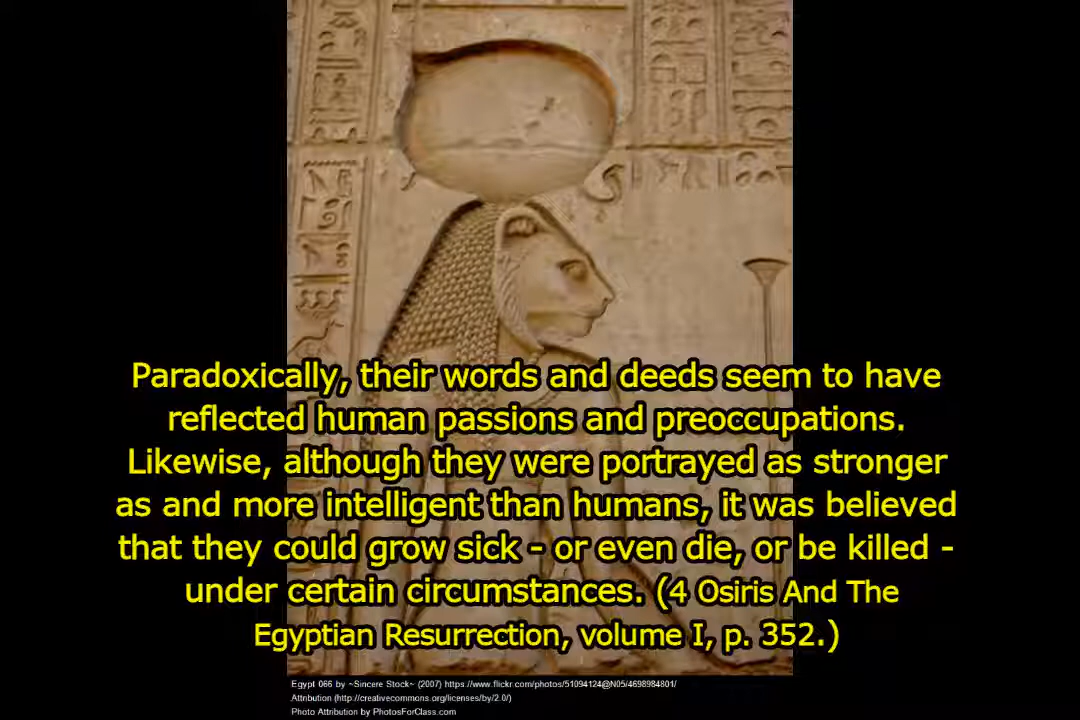 Paradoxically, their words and deeds seem to have
reflected human passions and preoccupations.
Likewise, although they were portrayed as stronger
as and more intelligent than humans, it was believed
that they could grow sick - or even die, or be killed -
under certain circumstances. (4 Osiris And The
Egyptian Resurrection, volume I, p. 352.)
Egypt 066 by ~Sincere Stock~ (2007) https://www.flickr.com/photos/51094124@N05/4698984801/
Attribution (http://creativecommons.org/licenses/by/2.0/)
Photo Attribution by PhotosForClass.com